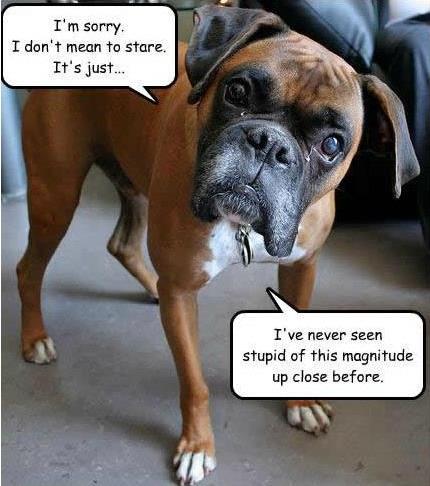 I'm sorry.
I don't mean to stare.
It's just...
I've never seen
stupid of this magnitude
up close before.